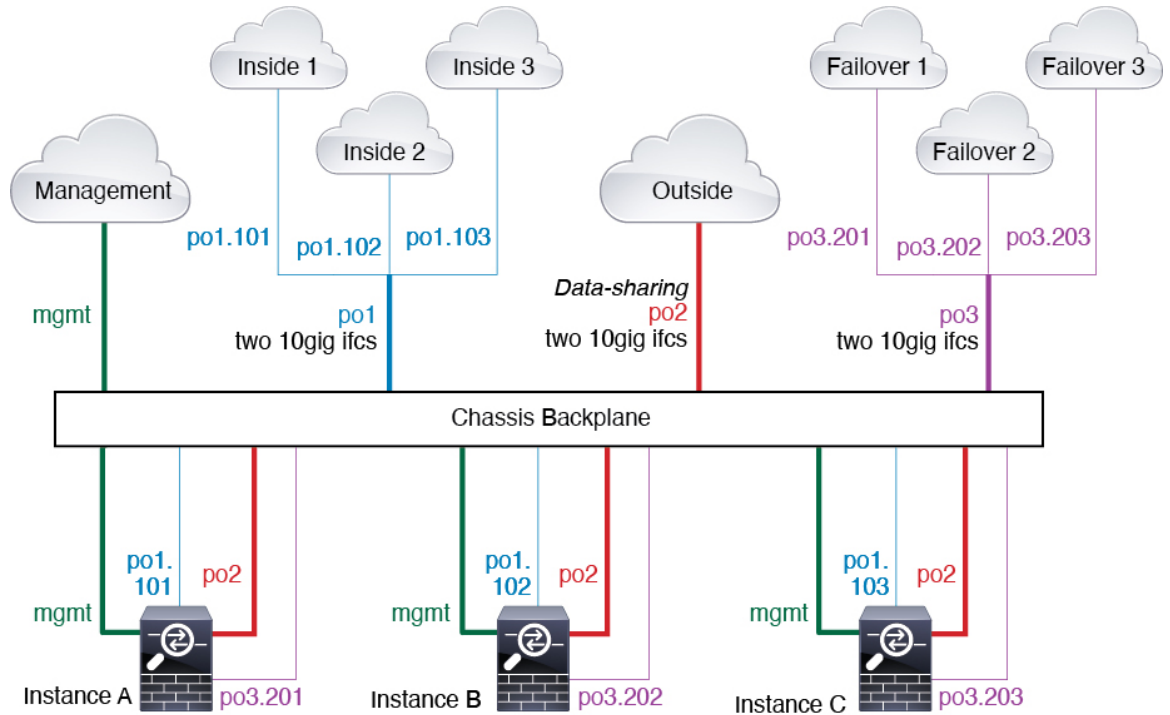 Inside 1
Inside 3
Failover 1
Failover 3
Inside 2
Failover 2
Management
Outside
po1.101
po1.102
po1.103
po3.201
po3.202
po3.203
mgmt
po1
two 10gig ifcs
Data-sharing
po2
two 10gig ifcs
po3
two 10gig ifcs
Chassis Backplane
mgmt
po1.
101
po2
Instance A
po3.201
mgmt
po1.
102
po2
Instance B
po3.202
mgmt
po1.
103
po2
Instance C
po3.203